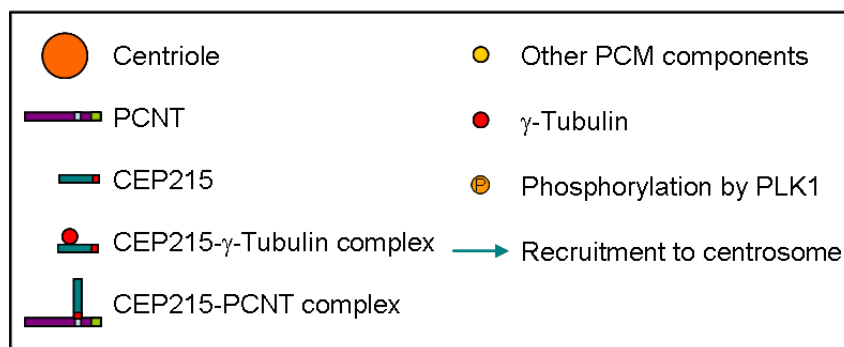 Centriole
PCNT
CEP215
CEP215-γ-Tubulin complex
CEP215-PCNT complex
Other PCM components
γ-Tubulin
P Phosphorylation by PLK1
Recruitment to centrosome